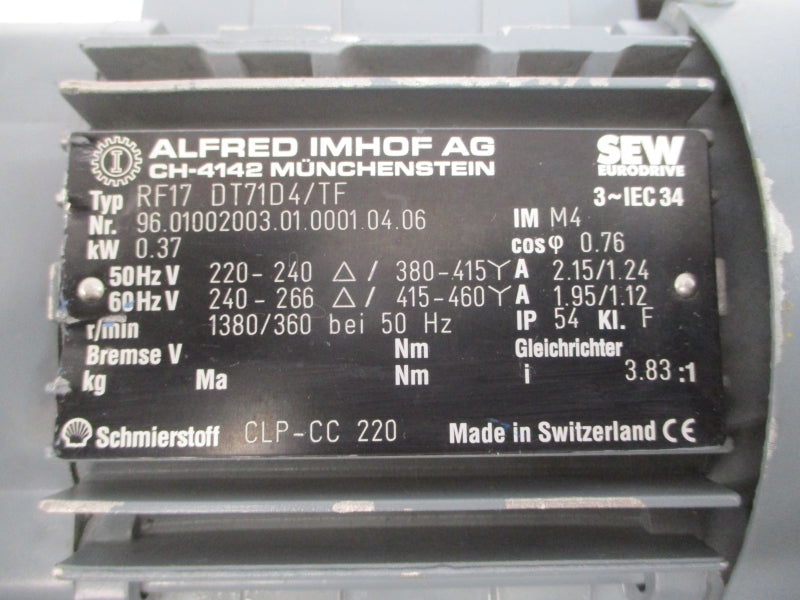 ALFRED IMHOF AG SEW
CH-4142 MÜNCHENSTEIN EURODRIVE
Typ RF17 DT71D4/TF 3~IEC 34
Nr. 96.01002003.01.0001.04.06 IM M4
kW 0.37 cos φ 0.76
50Hz V 220-240 △ / 380-415 Y A 2.15/1.24
60Hz V 240-266 △ / 415-460 Y A 1.95/1.12
r/min 1380/360 bei 50 Hz IP 54 Kl. F
Bremse V Nm Gleichrichter
kg Ma Nm i 3.83 :1
Schmierstoff CLP-CC 220 Made in Switzerland CE